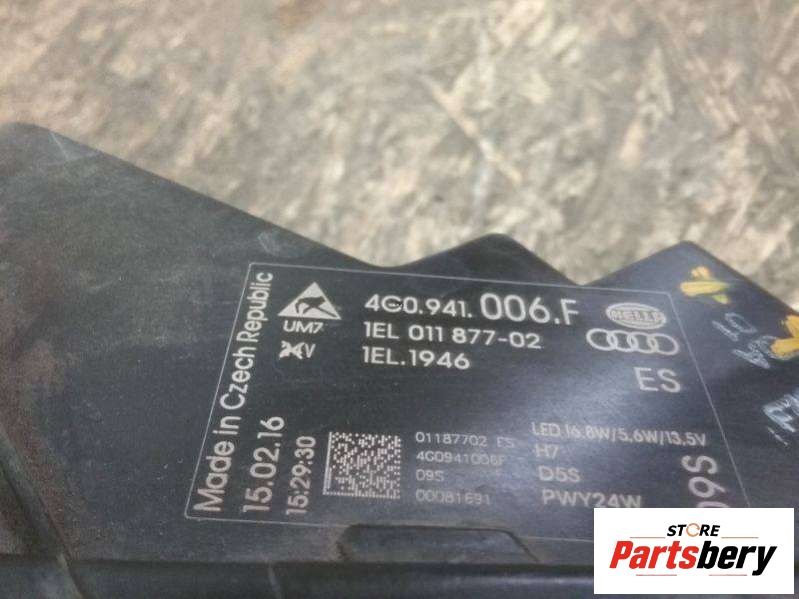 4G0.941.006.F
HELLA
UM7
1EL 011 877-02
1EL.1946
ES
Made in Czech Republic
15.02.16
15:29:30
01187702 ES
4G0941006F
09S
00081691
LED 16.8W/5.6W/13.5V
H7
D5S
PWY24W
09S
STORE
Partsbery